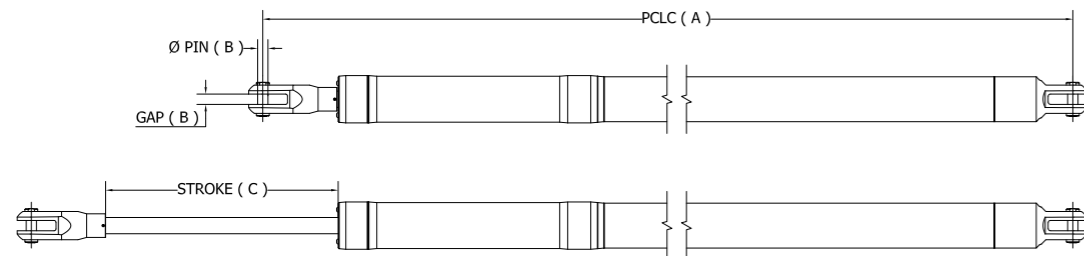 PCLC ( A )
Ø PIN ( B )
GAP ( B )
STROKE ( C )